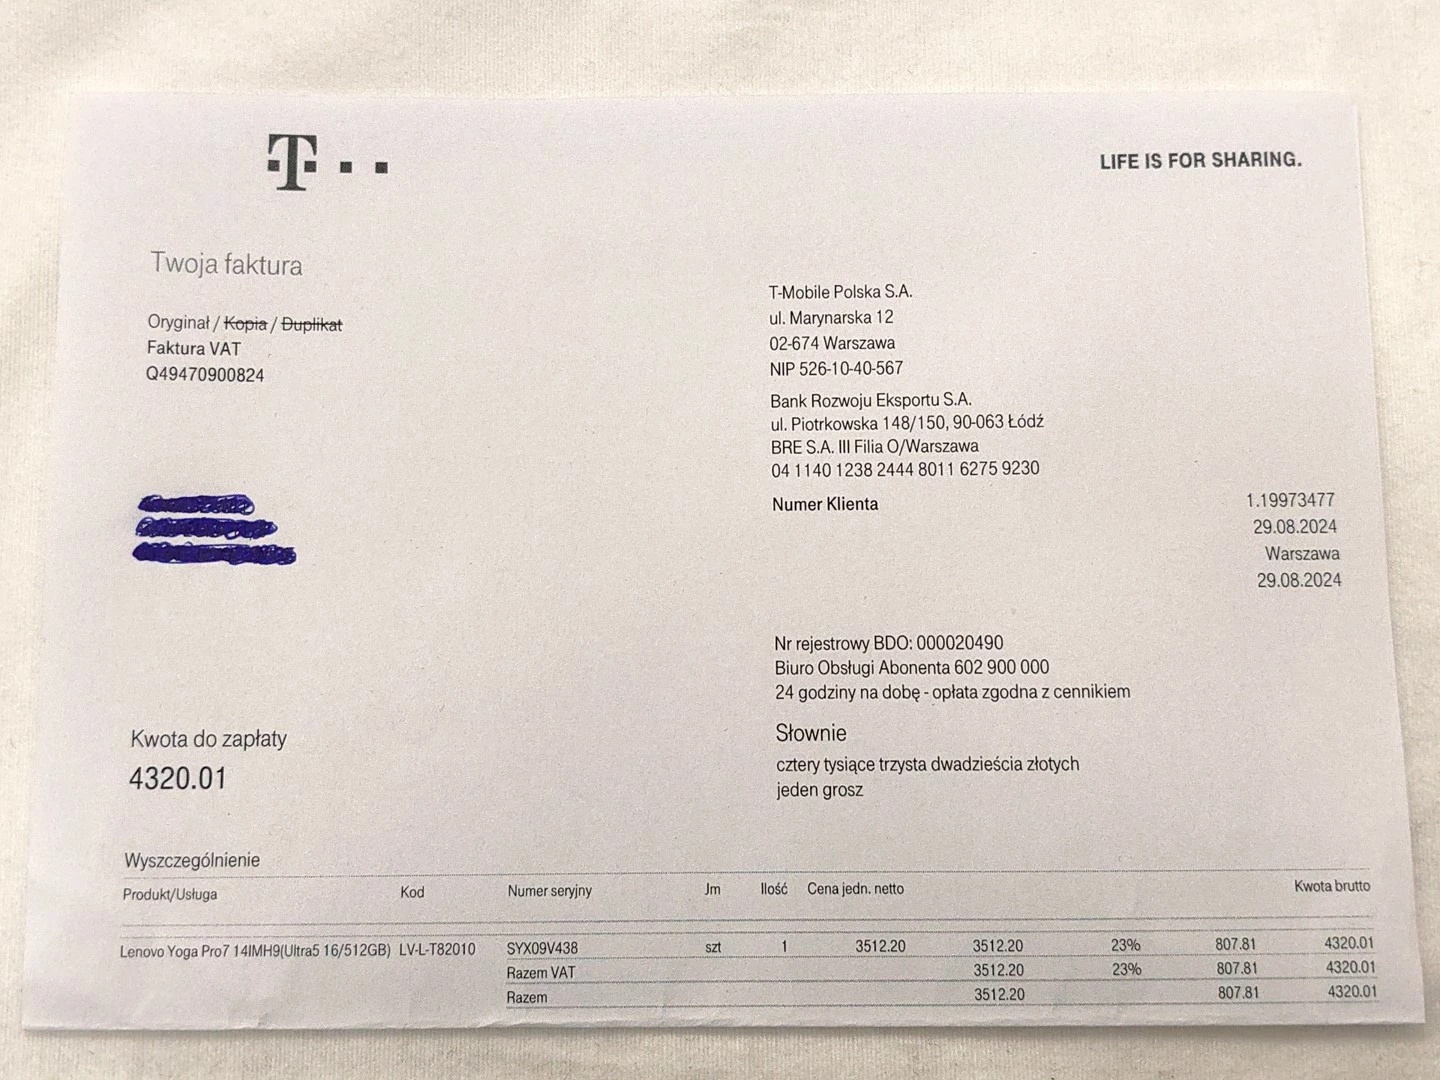 T
LIFE IS FOR SHARING.
Twoja faktura
Oryginał / Kopia / Duplikat
Faktura VAT
Q49470900824
T-Mobile Polska S.A.
ul. Marynarska 12
02-674 Warszawa
NIP 526-10-40-567
Bank Rozwoju Eksportu S.A.
ul. Piotrkowska 148/150, 90-063 Łódź
BRE S.A. III Filia O/Warszawa
04 1140 1238 2444 8011 6275 9230
Numer Klienta 1.19973477
29.08.2024
Warszawa
29.08.2024
Nr rejestrowy BDO: 000020490
Biuro Obsługi Abonenta 602 900 000
24 godziny na dobę - opłata zgodna z cennikiem
Kwota do zapłaty
4320.01
Słownie
cztery tysiące trzysta dwadzieścia złotych
jeden grosz
Wyszczególnienie
Produkt/Usługa Kod Numer seryjny Jm Ilość Cena jedn. netto Kwota brutto
Lenovo Yoga Pro7 14IMH9(Ultra5 16/512GB) LV-L-T82010 SYX09V438 szt 1 3512.20 3512.20 23% 807.81 4320.01
Razem VAT 3512.20 23% 807.81 4320.01
Razem 3512.20 807.81 4320.01